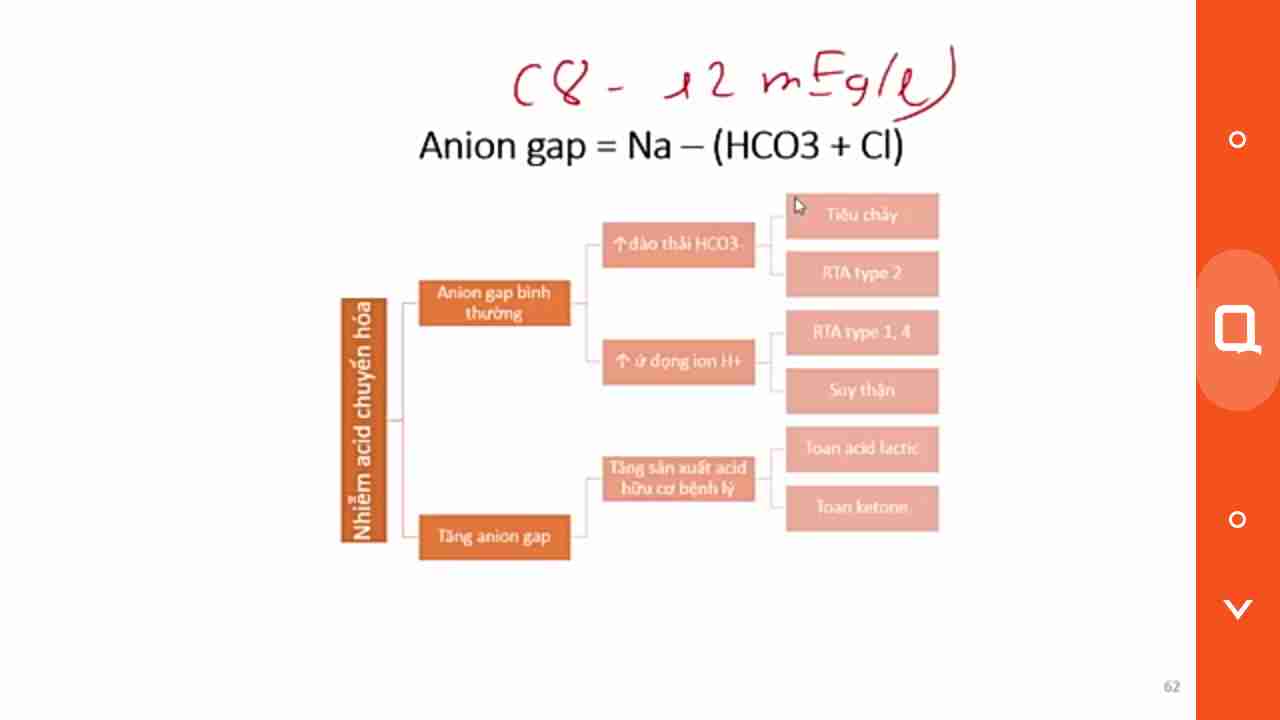 (8 - 12 mEq/l)
Anion gap = Na – (HCO3 + Cl)
Nhiễm acid chuyển hóa
Anion gap bình
thường
↑ đào thải HCO3-
Tiêu chảy
RTA type 2
↑ ứ đọng ion H+
RTA type 1, 4
Suy thận
Tăng anion gap
Tăng sản xuất acid
hữu cơ bệnh lý
Toan acid lactic
Toan ketone
62